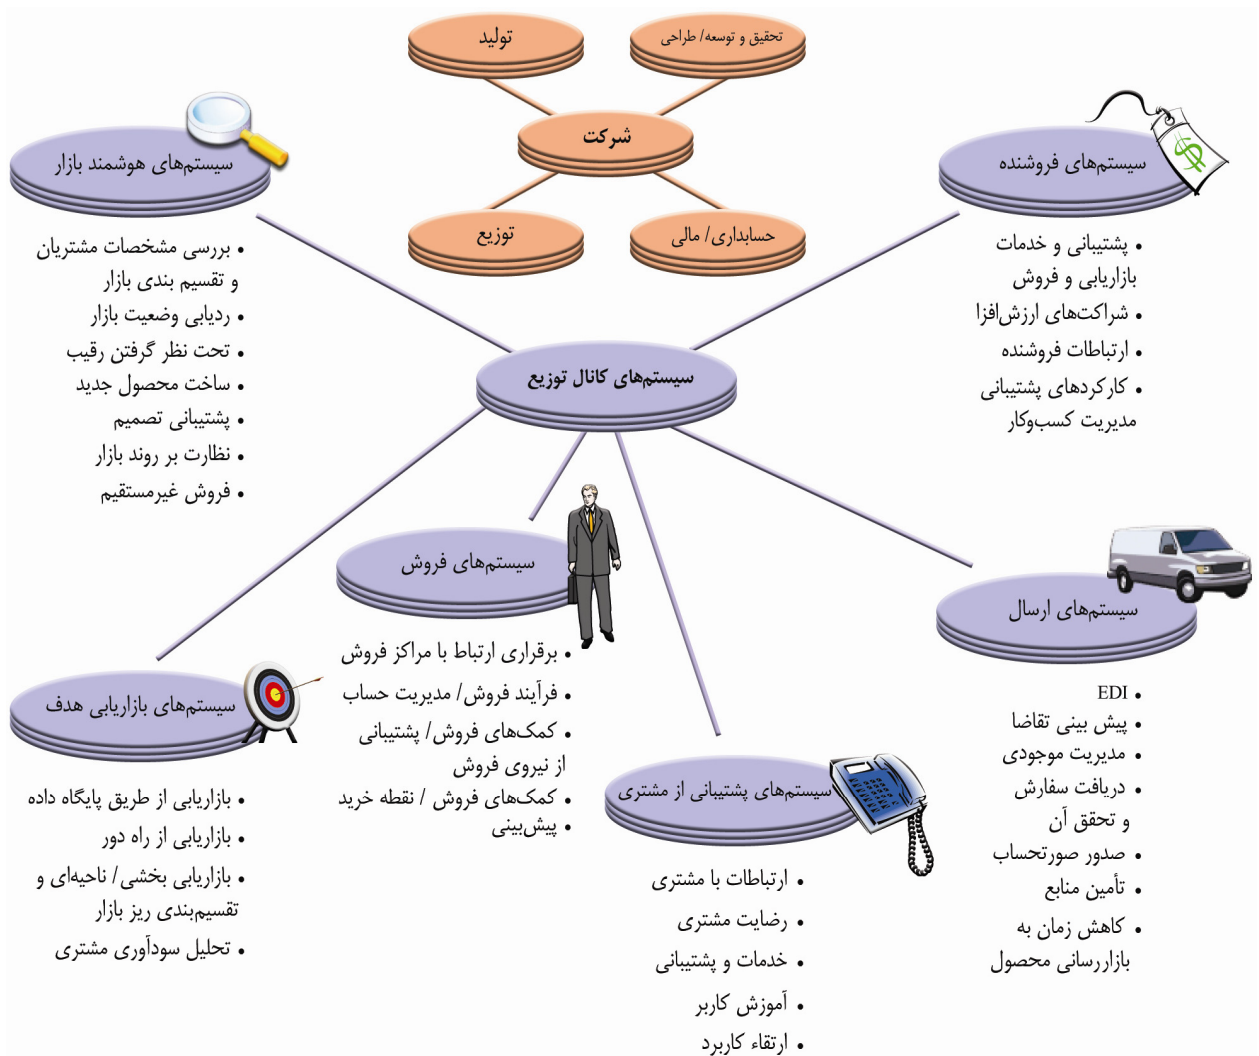 تولید
تحقیق و توسعه/ طراحی
شرکت
توزیع
حسابداری/ مالی
سیستم‌های فروشنده
• پشتیبانی و خدمات
بازاریابی و فروش
• شراکت‌های ارزش‌افزا
• ارتباطات فروشنده
• کارکردهای پشتیبانی
مدیریت کسب‌وکار
سیستم‌های هوشمند بازار
• بررسی مشخصات مشتریان
و تقسیم بندی بازار
• ردیابی وضعیت بازار
• تحت نظر گرفتن رقیب
• ساخت محصول جدید
• پشتیبانی تصمیم
• نظارت بر روند بازار
• فروش غیرمستقیم
سیستم‌های کانال توزیع
سیستم‌های ارسال
• EDI
• پیش بینی تقاضا
• مدیریت موجودی
• دریافت سفارش
و تحقق آن
• صدور صورتحساب
• تأمین منابع
• کاهش زمان به
بازاررسانی محصول
سیستم‌های فروش
• برقراری ارتباط با مراکز فروش
• فرآیند فروش/ مدیریت حساب
• کمک‌های فروش/ پشتیبانی
از نیروی فروش
• کمک‌های فروش / نقطه خرید
• پیش‌بینی
سیستم‌های پشتیبانی از مشتری
• ارتباطات با مشتری
• رضایت مشتری
• خدمات و پشتیبانی
• آموزش کاربر
• ارتقاء کاربرد
سیستم‌های بازاریابی هدف
• بازاریابی از طریق پایگاه داده
• بازاریابی از راه دور
• بازاریابی بخشی/ ناحیه‌ای و
تقسیم‌بندی ریز بازار
• تحلیل سودآوری مشتری